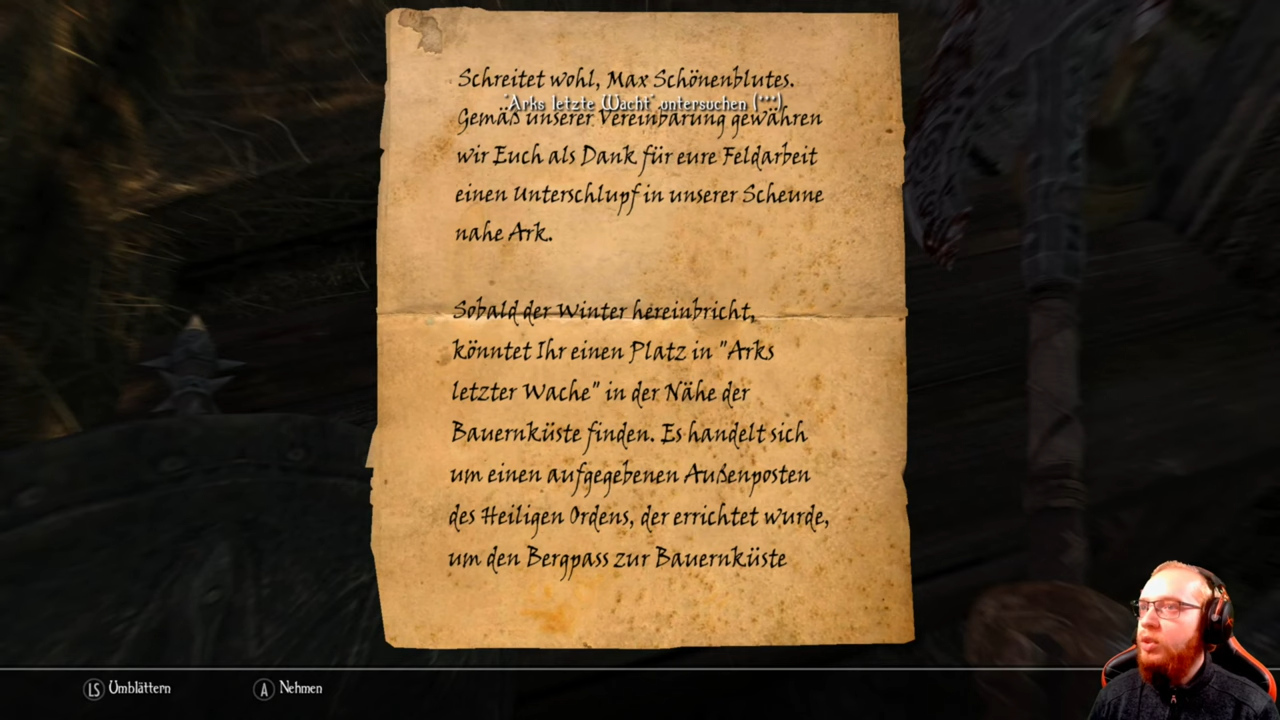 Schreitet wohl, Max Schönenblutes.
"Arks letzte Wacht" untersuchen (***)
Gemäß unserer Vereinbarung gewähren
wir Euch als Dank für eure Feldarbeit
einen Unterschlupf in unserer Scheune
nahe Ark.
Sobald der Winter hereinbricht,
könntet Ihr einen Platz in "Arks
letzter Wache" in der Nähe der
Bauernküste finden. Es handelt sich
um einen aufgegebenen Außenposten
des Heiligen Ordens, der errichtet wurde,
um den Bergpass zur Bauernküste
LS Umblättern
A Nehmen